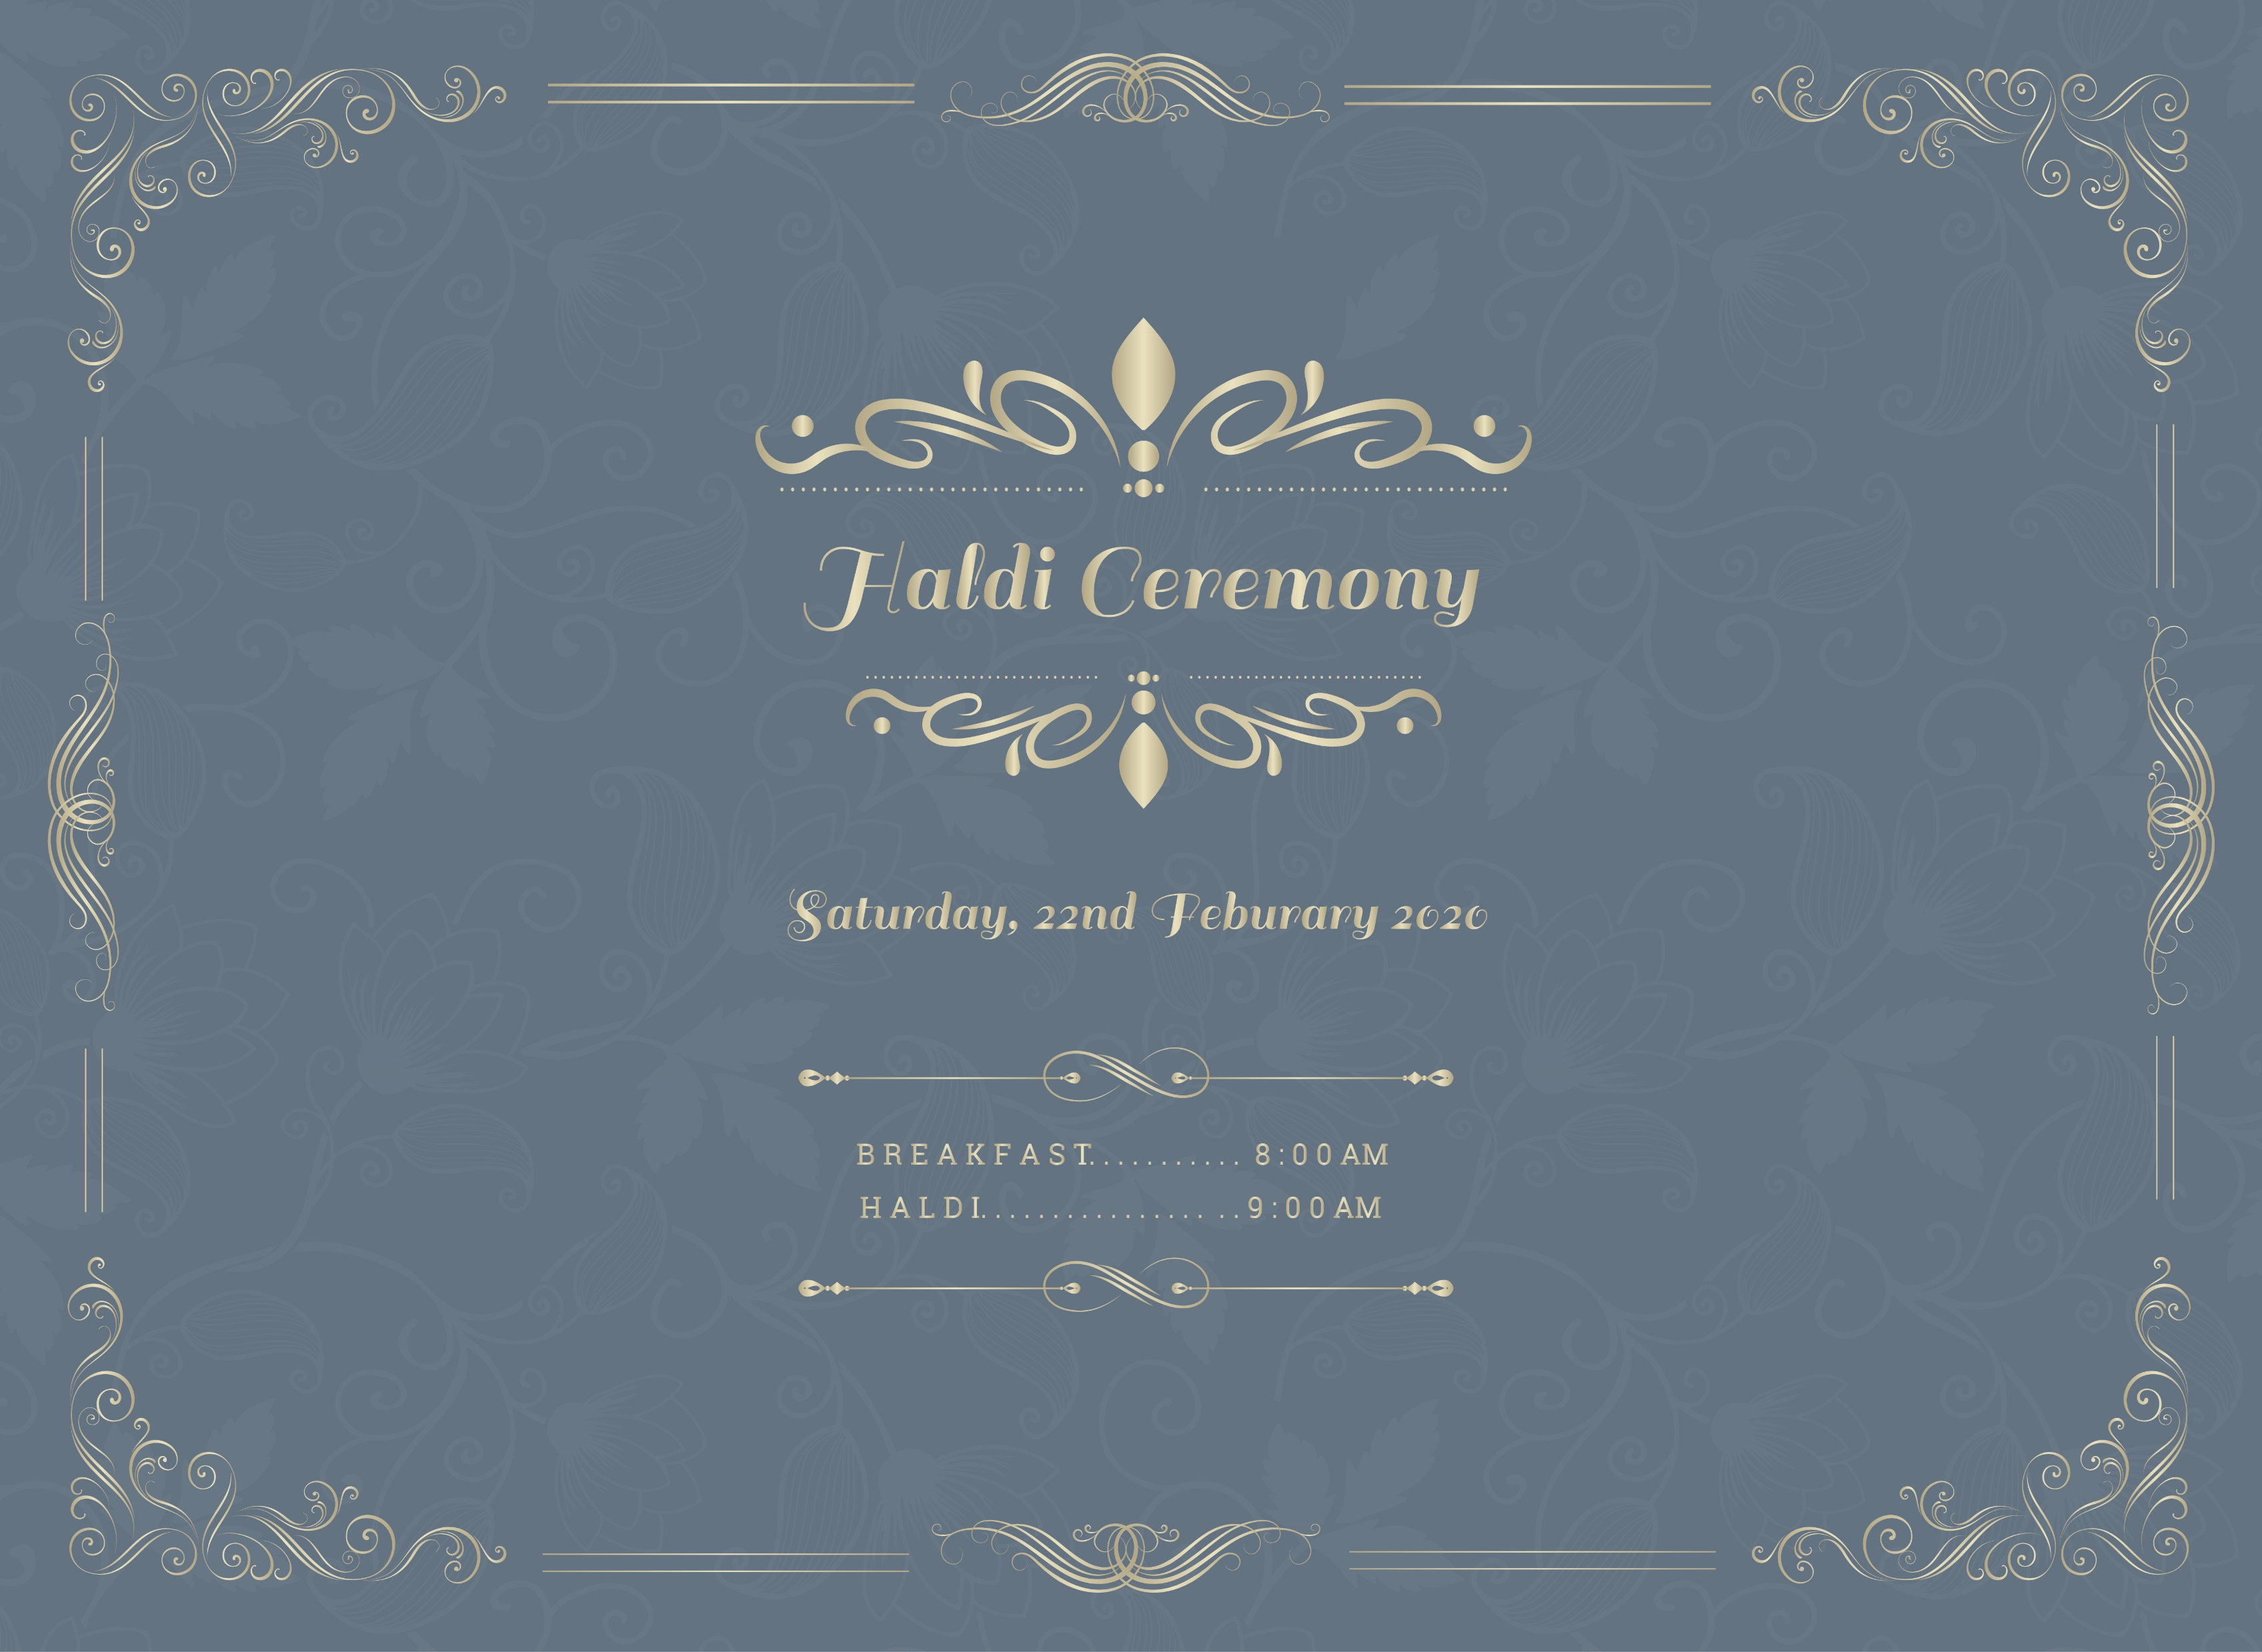 Haldi Ceremony
Saturday, 22nd Feburary 2020
BREAKFAST........... 8:00AM
HALDI................ ..9:00AM